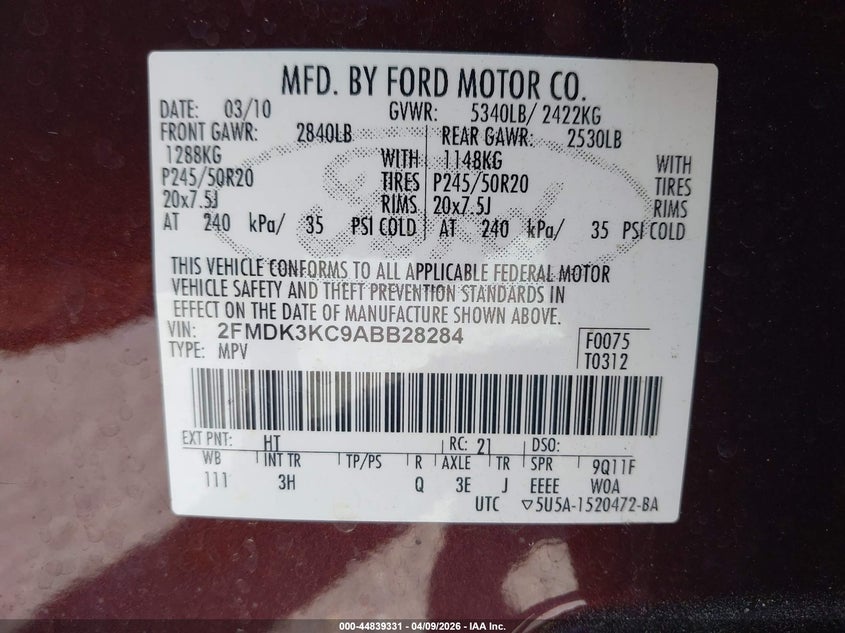 MFD. BY FORD MOTOR CO.
DATE: 03/10 GVWR: 5340LB/ 2422KG
FRONT GAWR: 2840LB REAR GAWR: 2530LB
1288KG WITH 1148KG WITH
P245/50R20 TIRES P245/50R20 TIRES
20x7.5J RIMS 20x7.5J RIMS
AT 240 kPa/ 35 PSI COLD AT 240 kPa/ 35 PSI COLD
THIS VEHICLE CONFORMS TO ALL APPLICABLE FEDERAL MOTOR
VEHICLE SAFETY AND THEFT PREVENTION STANDARDS IN
EFFECT ON THE DATE OF MANUFACTURE SHOWN ABOVE.
VIN: 2FMDK3KC9ABB28284 F0075
TYPE: MPV T0312
EXT PNT: HT RC: 21 DSO:
WB INT TR TP/PS R AXLE TR SPR 9Q11F
111 3H Q 3E J EEEE WOA
UTC ▽5U5A-1520472-BA
000-44839331 | 04/09/2026 | IAA Inc.